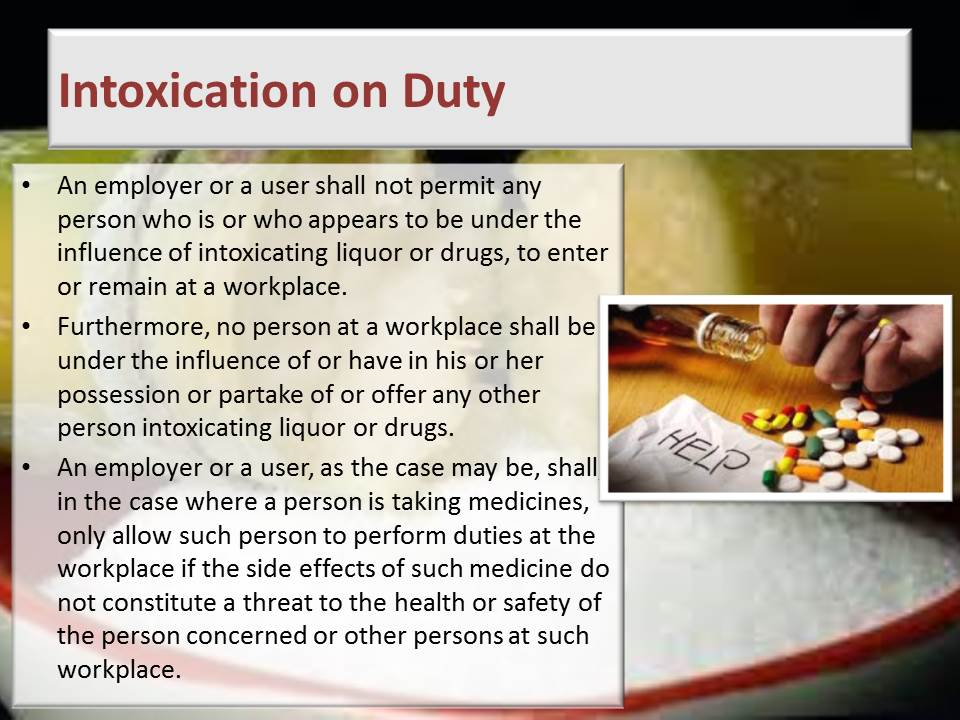 Intoxication on Duty
• An employer or a user shall not permit any
person who is or who appears to be under the
influence of intoxicating liquor or drugs, to enter
or remain at a workplace.
• Furthermore, no person at a workplace shall be
under the influence of or have in his or her
possession or partake of or offer any other
person intoxicating liquor or drugs.
• An employer or a user, as the case may be, shall
in the case where a person is taking medicines,
only allow such person to perform duties at the
workplace if the side effects of such medicine do
not constitute a threat to the health or safety of
the person concerned or other persons at such
workplace.
HELP